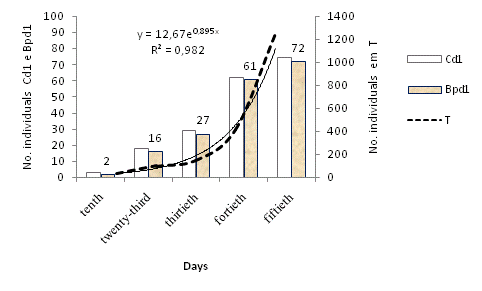 y = 12,67e^0,895x
R² = 0,982
No. individuals Cd1 e Bpd1
100
90
80
70
60
50
40
30
20
10
0
2
16
27
61
72
1400
1200
1000
800
600
400
200
0
No. individuals em T
Cd1
Bpd1
T
tenth
twenty-third
thirtieth
fortieth
fiftieth
Days